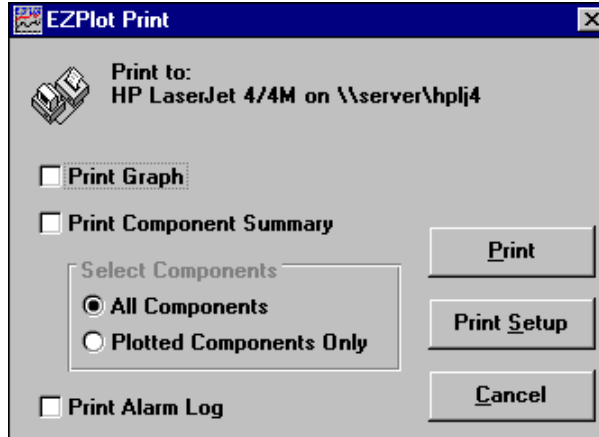 EZPlot Print
Print to:
HP LaserJet 4/4M on \\server\hplj4
Print Graph
Print Component Summary
Select Components
All Components
Plotted Components Only
Print Alarm Log
Print
Print Setup
Cancel